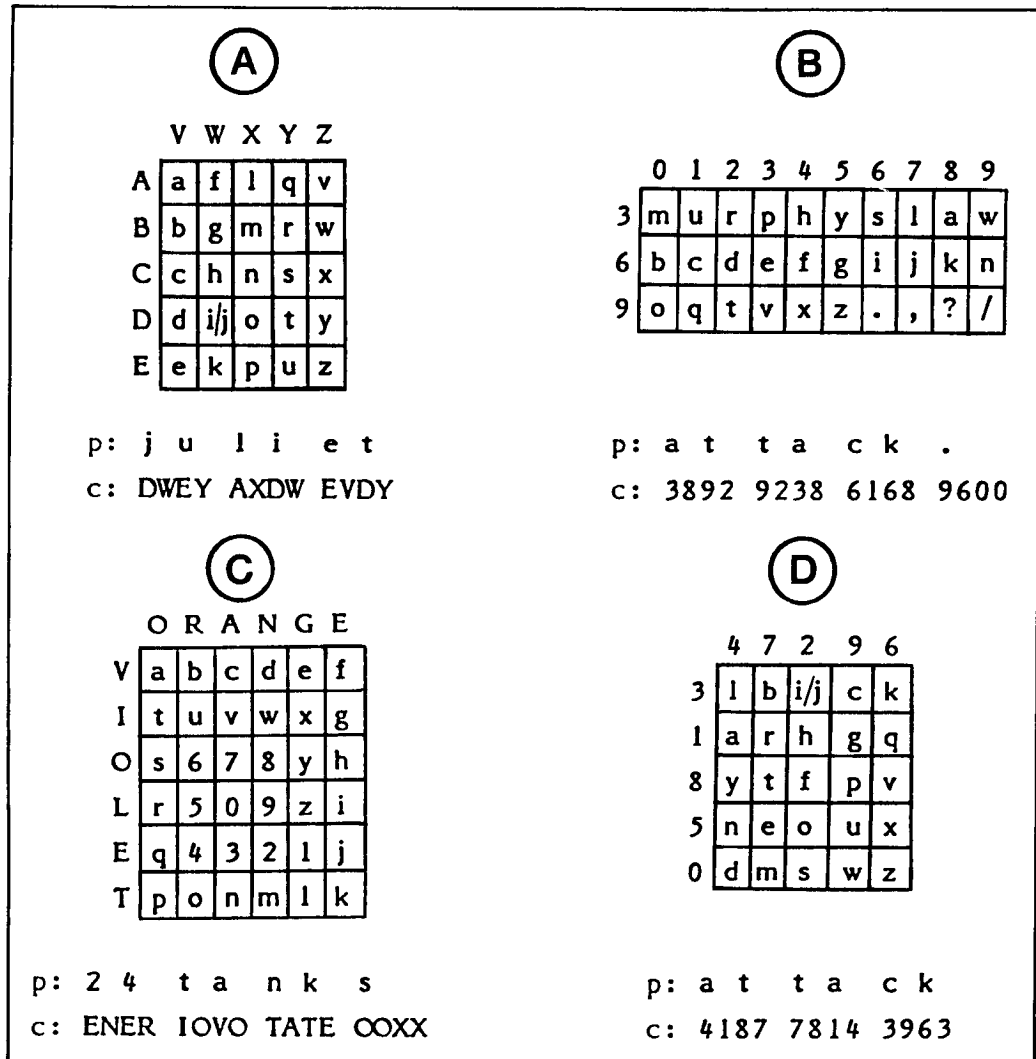 A
V W X Y Z
A a f l q v
B b g m r w
C c h n s x
D d i/j o t y
E e k p u z
p: j u l i e t
c: DWEY AXDW EVDY
B
0 1 2 3 4 5 6 7 8 9
3 m u r p h y s l a w
6 b c d e f g i j k n
9 o q t v x z . , ? /
p: a t t a c k .
c: 3892 9238 6168 9600
C
O R A N G E
V a b c d e f
I t u v w x g
O s 6 7 8 y h
L r 5 0 9 z i
E q 4 3 2 1 j
T p o n m l k
p: 2 4 t a n k s
c: ENER IOVO TATE OOXX
D
4 7 2 9 6
3 l b i/j c k
1 a r h g q
8 y t f p v
5 n e o u x
0 d m s w z
p: a t t a c k
c: 4187 7814 3963